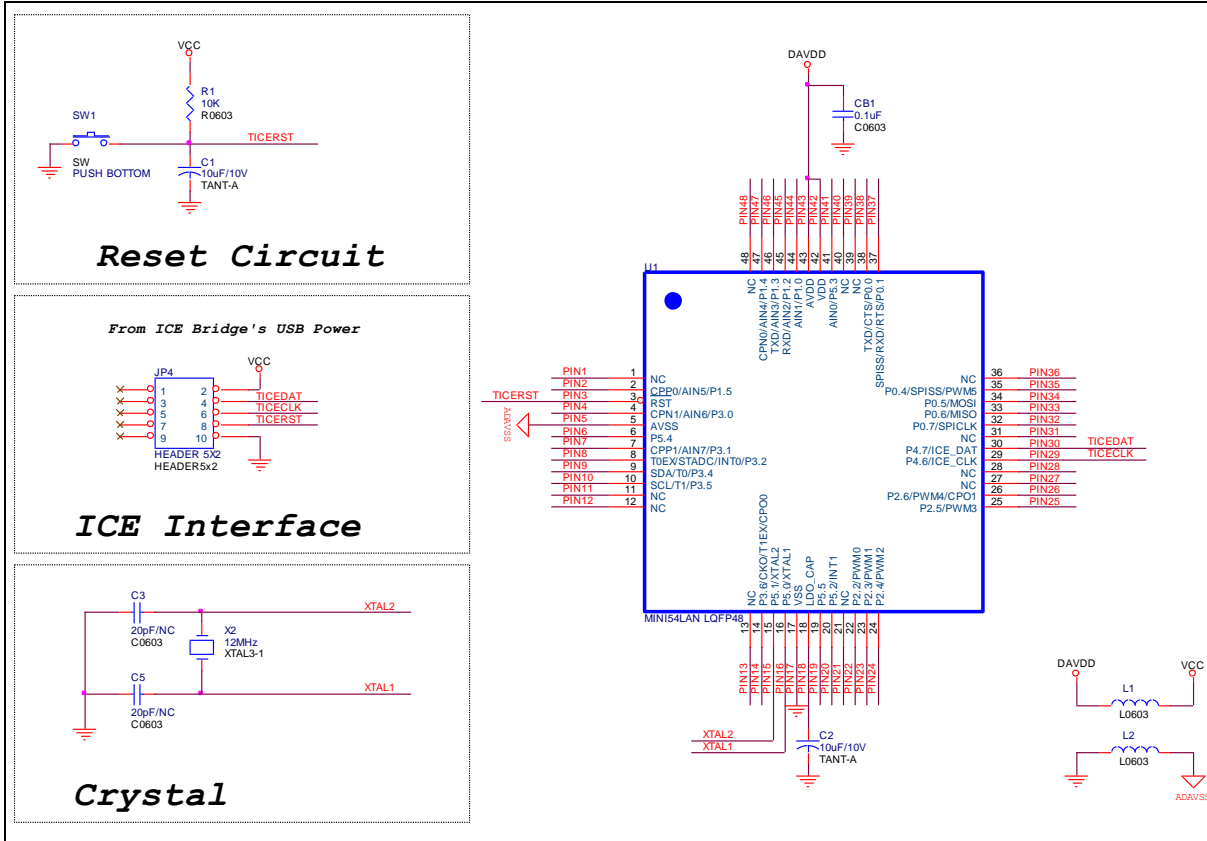 VCC
R1
10K
R0603
SW1
TICERST
SW
PUSH BOTTOM
C1
10uF/10V
TANT-A
Reset Circuit
From ICE Bridge's USB Power
VCC
JP4
1 2
3 4
5 6
7 8
9 10
TICEDAT
TICECLK
TICERST
HEADER 5X2
HEADER5x2
ICE Interface
C3
20pF/NC
C0603
XTAL2
X2
12MHz
XTAL3-1
C5
20pF/NC
C0603
XTAL1
Crystal
DAVDD
CB1
0.1uF
C0603
PIN48
PIN47
PIN46
PIN45
PIN44
PIN43
PIN42
PIN41
PIN40
PIN39
PIN38
PIN37
48 NC
47 CPN0/AIN4/P1.4
46 TXD/AIN3/P1.3
45 RXD/AIN2/P1.2
44 AIN1/P1.0
43 AVDD
42 VDD
41 AIN0/P5.3
40 NC
39 NC
38 TXD/CTS/P0.0
37 SPISS/RXD/RTS/P0.1
U1
PIN1 1 NC
PIN2 2 CPP0/AIN5/P1.5
TICERST PIN3 3 RST
PIN4 4 CPN1/AIN6/P3.0
ADAVSS PIN5 5 AVSS
PIN6 6 P5.4
PIN7 7 CPP1/AIN7/P3.1
PIN8 8 T0EX/STADC/INT0/P3.2
PIN9 9 SDA/T0/P3.4
PIN10 10 SCL/T1/P3.5
PIN11 11 NC
PIN12 12 NC
NC 36 PIN36
P0.4/SPISS/PWM5 35 PIN35
P0.5/MOSI 34 PIN34
P0.6/MISO 33 PIN33
P0.7/SPICLK 32 PIN32
NC 31 PIN31
P4.7/ICE_DAT 30 PIN30 TICEDAT
P4.6/ICE_CLK 29 PIN29 TICECLK
NC 28 PIN28
NC 27 PIN27
P2.6/PWM4/CPO1 26 PIN26
P2.5/PWM3 25 PIN25
NC 13 PIN13
P3.6/CKO/T1EX/CPO0 14 PIN14
P5.1/XTAL2 15 PIN15
P5.0/XTAL1 16 PIN16
VSS 17 PIN17
LDO_CAP 18 PIN18
P5.5 19 PIN19
P5.2/INT1 20 PIN20
NC 21 PIN21
P2.2/PWM0 22 PIN22
P2.3/PWM1 23 PIN23
P2.4/PWM2 24 PIN24
MINI54LAN LQFP48
XTAL2
XTAL1
C2
10uF/10V
TANT-A
DAVDD
VCC
L1
L0603
L2
L0603
ADAVSS